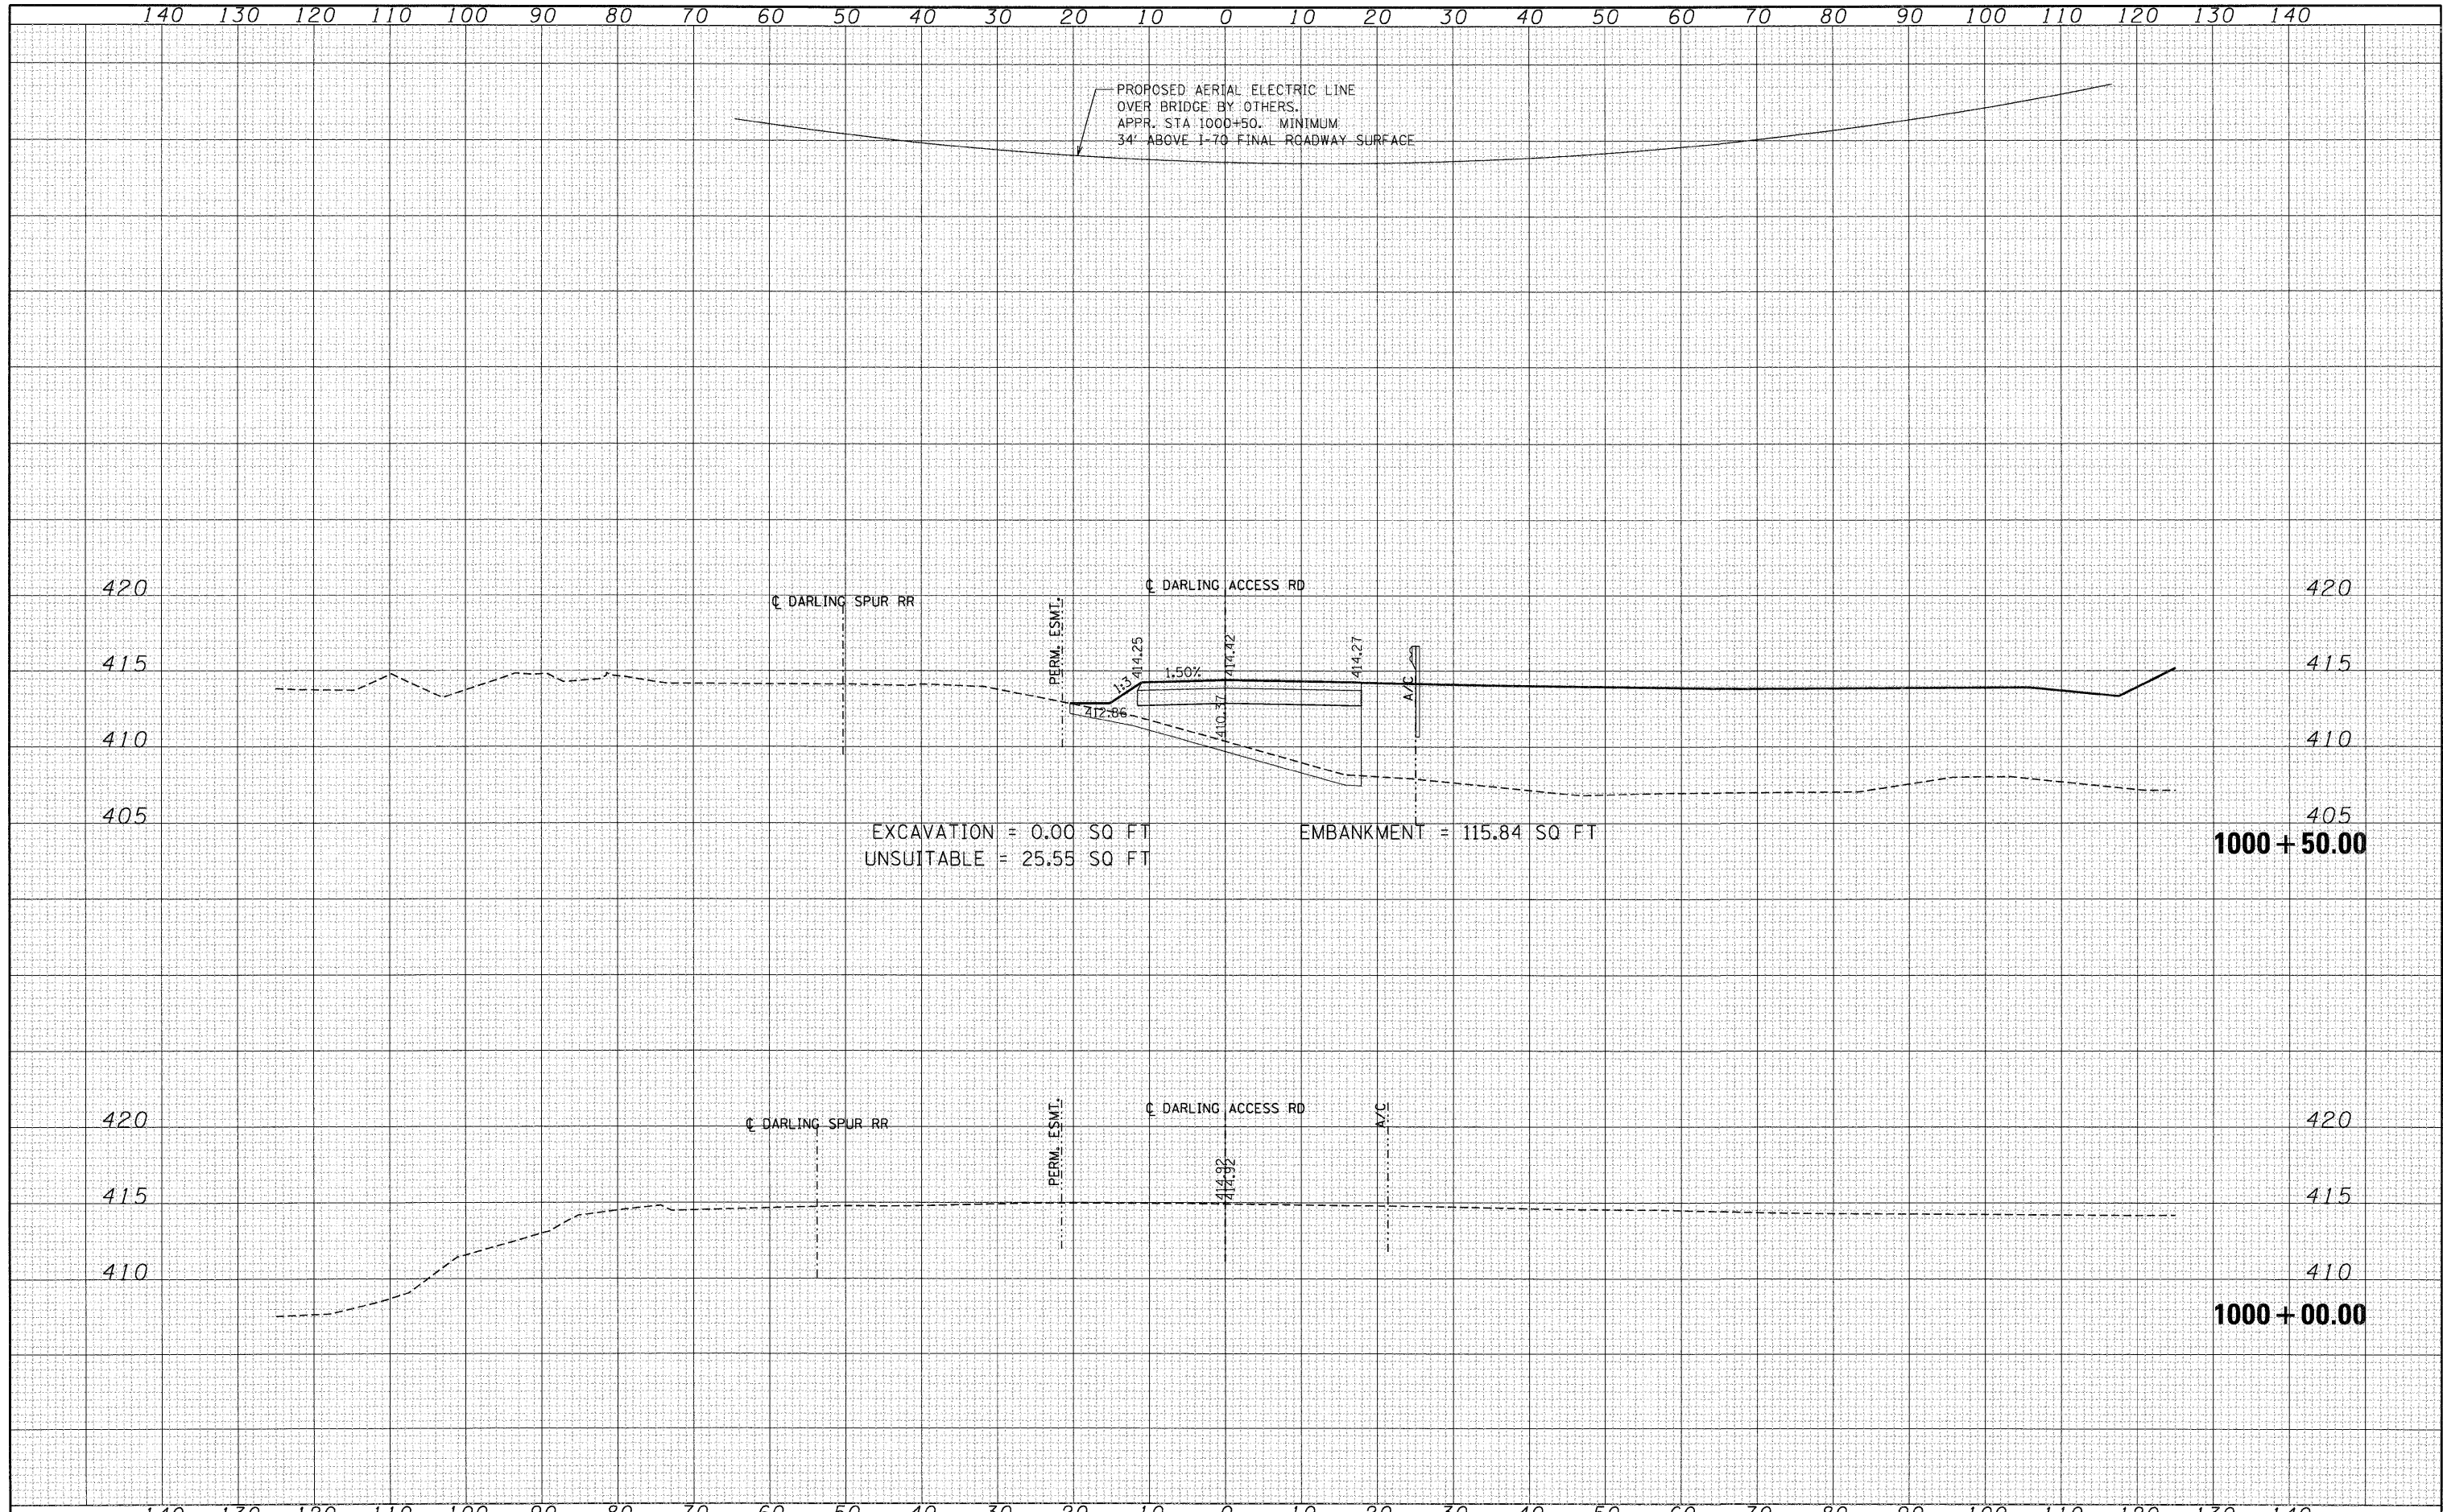 140 130 120 110 100 90 80 70 60 50 40 30 20 10 0 10 20 30 40 50 60 70 80 90 100 110 120 130 140
PROPOSED AERIAL ELECTRIC LINE
OVER BRIDGE BY OTHERS.
APPR. STA 1000+50. MINIMUM
34' ABOVE I-70 FINAL ROADWAY SURFACE
420 420
℄ DARLING ACCESS RD
℄ DARLING SPUR RR
PERM. ESMT.
414.25
414.42
414.27
415 415
1:3
1.50%
A/C
412.86
410.37
410 410
405 405
EXCAVATION = 0.00 SQ FT EMBANKMENT = 115.84 SQ FT
UNSUITABLE = 25.55 SQ FT
1000+50.00
420 420
℄ DARLING ACCESS RD
℄ DARLING SPUR RR
PERM. ESMT.
A/C
414.92
414.92
415 415
410 410
1000+00.00
140 130 120 110 100 90 80 70 60 50 40 30 20 10 0 10 20 30 40 50 60 70 80 90 100 110 120 130 140